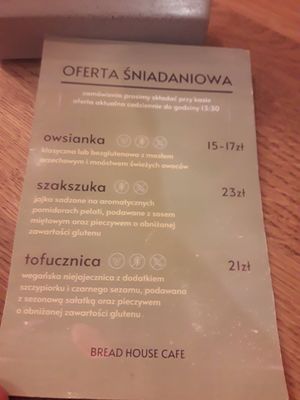 OFERTA ŚNIADANIOWA
zamówienia prosimy składać przy kasie
oferta aktualna codziennie do godziny 13:30
owsianka 15-17zł
klasyczna lub bezglutenowa z masłem
orzechowym i mnóstwem świeżych owoców
szakszuka 23zł
jajka sadzone na aromatycznych
pomidorach pelati, podawane z sosem
miętowym oraz pieczywem o obniżonej
zawartości glutenu
tofucznica 21zł
wegańska niejajecznica z dodatkiem
szczypiorku i czarnego sezamu, podawana
z sezonową sałatką oraz pieczywem
o obniżonej zawartości glutenu
BREAD HOUSE CAFE